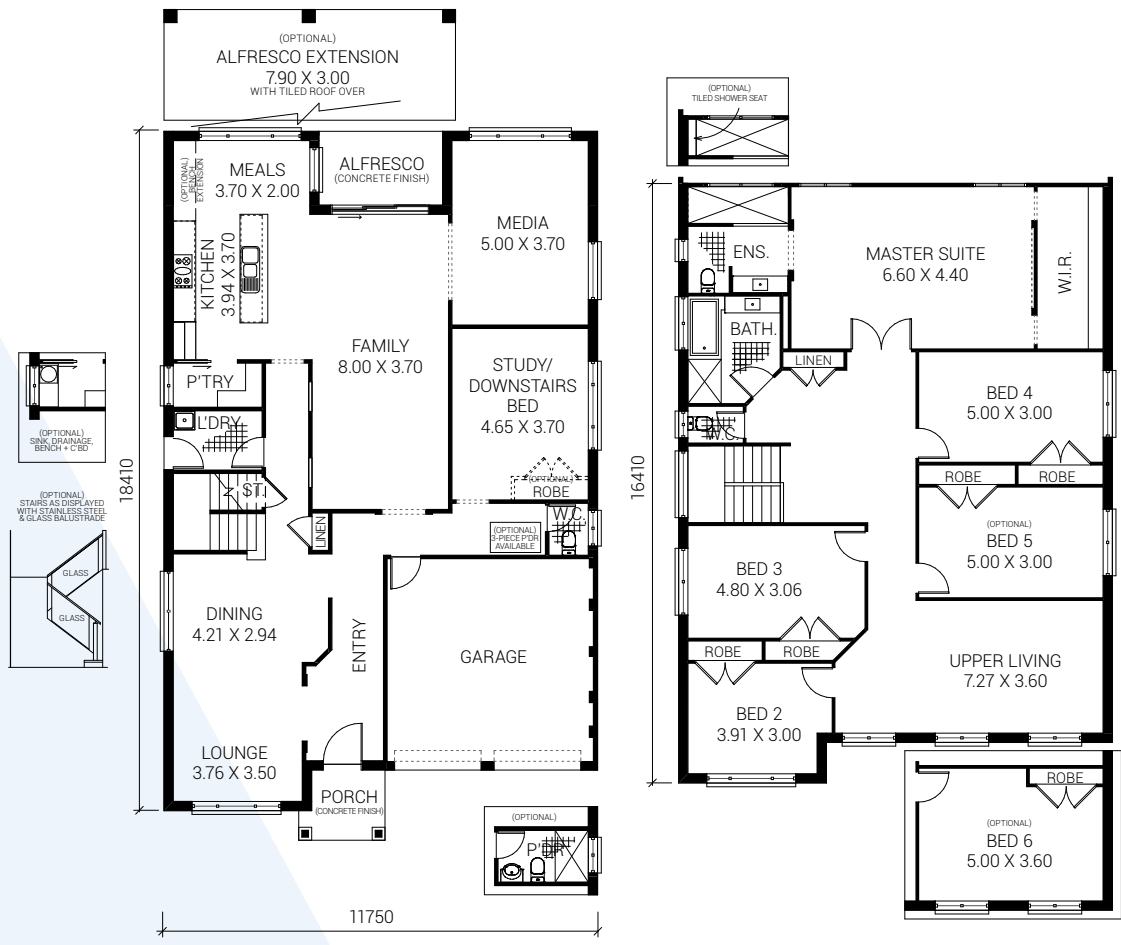 (OPTIONAL)
ALFRESCO EXTENSION
7.90 X 3.00
WITH TILED ROOF OVER
(OPTIONAL)
BENCH
EXTENSION
MEALS
3.70 X 2.00
ALFRESCO
(CONCRETE FINISH)
MEDIA
5.00 X 3.70
KITCHEN
3.94 X 3.70
FAMILY
8.00 X 3.70
STUDY/
DOWNSTAIRS
BED
4.65 X 3.70
(OPTIONAL)
ROBE
P'TRY
L'DRY
ST.
LINEN
W.C.
(OPTIONAL)
3-PIECE P'DR
AVAILABLE
DINING
4.21 X 2.94
ENTRY
GARAGE
LOUNGE
3.76 X 3.50
PORCH
(CONCRETE FINISH)
(OPTIONAL)
SINK, DRAINAGE,
BENCH + C'BD
(OPTIONAL)
STAIRS AS DISPLAYED
WITH STAINLESS STEEL
& GLASS BALUSTRADE
GLASS
GLASS
18410
11750
(OPTIONAL)
P'DR
(OPTIONAL)
TILED SHOWER SEAT
16410
ENS.
MASTER SUITE
6.60 X 4.40
W.I.R.
BATH.
LINEN
W.C.
BED 4
5.00 X 3.00
ROBE
ROBE
(OPTIONAL)
BED 5
5.00 X 3.00
BED 3
4.80 X 3.06
ROBE
ROBE
UPPER LIVING
7.27 X 3.60
BED 2
3.91 X 3.00
ROBE
(OPTIONAL)
BED 6
5.00 X 3.60